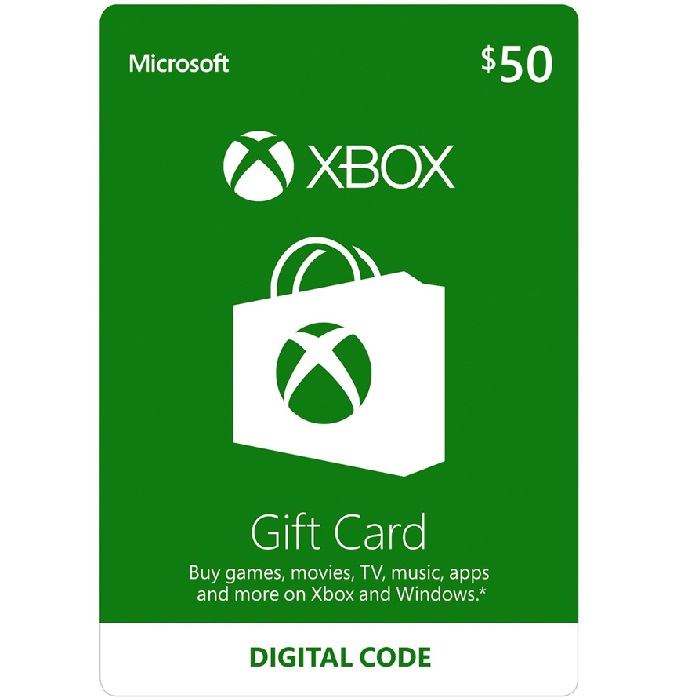 Microsoft
$50
XBOX
Gift Card
Buy games, movies, TV, music, apps
and more on Xbox and Windows.*
DIGITAL CODE